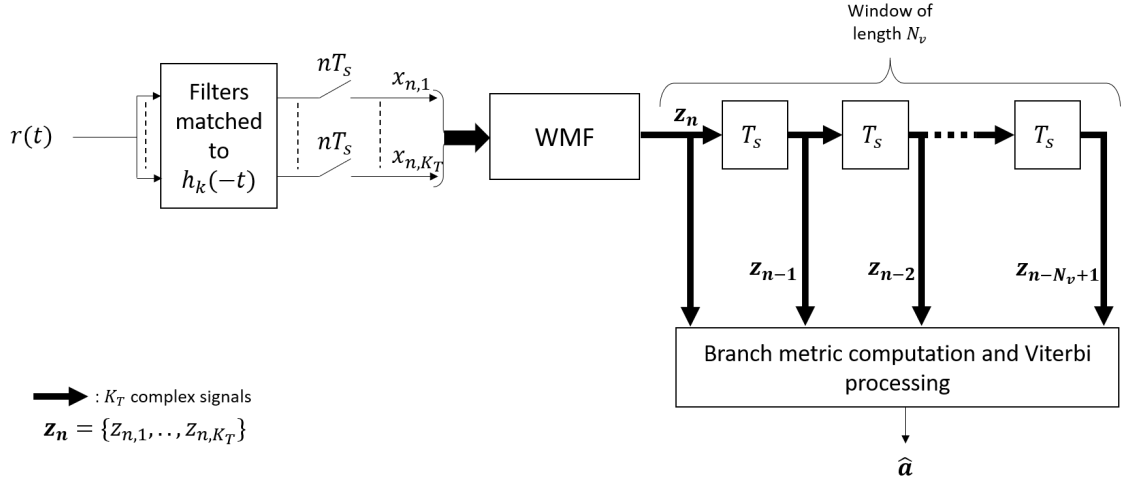 Window of
length N_v
r(t)
Filters
matched
to
h_k(−t)
nT_s
nT_s
x_{n,1}
x_{n,K_T}
WMF
z_n
T_s
T_s
T_s
z_{n−1}
z_{n−2}
z_{n−N_v+1}
Branch metric computation and Viterbi
processing
: K_T complex signals
z_n = {z_{n,1}, . . , z_{n,K_T}}
â